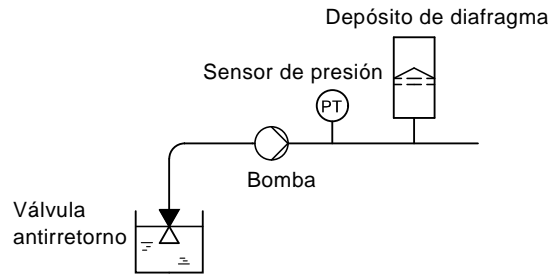 Depósito de diafragma
Sensor de presión
PT
Bomba
Válvula
antirretorno